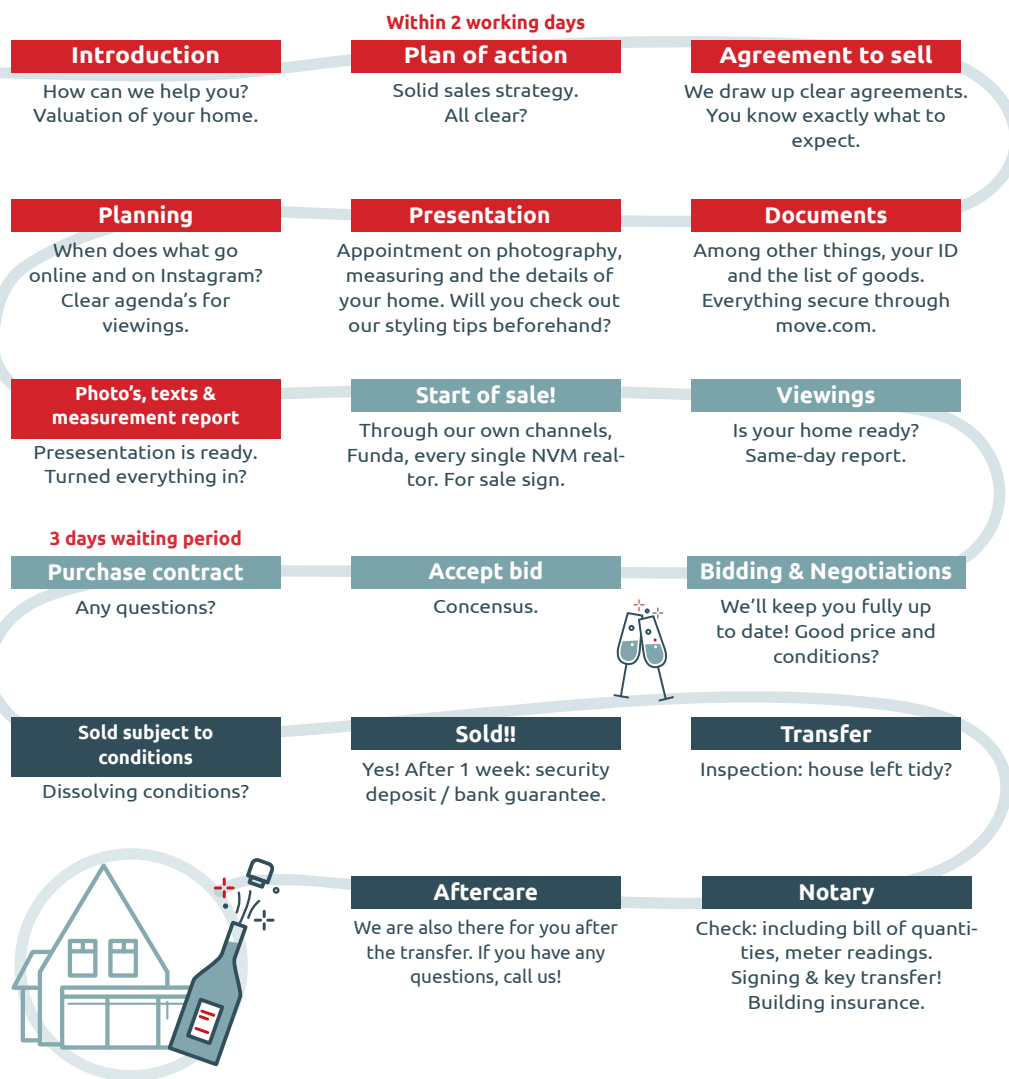 Introduction
How can we help you?
Valuation of your home.
Within 2 working days
Plan of action
Solid sales strategy.
All clear?
Agreement to sell
We draw up clear agreements.
You know exactly what to
expect.
Documents
Among other things, your ID
and the list of goods.
Everything secure through
move.com.
Presentation
Appointment on photography,
measuring and the details of
your home. Will you check out
our styling tips beforehand?
Planning
When does what go
online and on Instagram?
Clear agenda's for
viewings.
Photo's, texts &
measurement report
Presesentation is ready.
Turned everything in?
Start of sale!
Through our own channels,
Funda, every single NVM real-
tor. For sale sign.
Viewings
Is your home ready?
Same-day report.
Bidding & Negotiations
We'll keep you fully up
to date! Good price and
conditions?
Accept bid
Concensus.
3 days waiting period
Purchase contract
Any questions?
Sold subject to
conditions
Dissolving conditions?
Sold!!
Yes! After 1 week: security
deposit / bank guarantee.
Transfer
Inspection: house left tidy?
Notary
Check: including bill of quanti-
ties, meter readings.
Signing & key transfer!
Building insurance.
Aftercare
We are also there for you after
the transfer. If you have any
questions, call us!